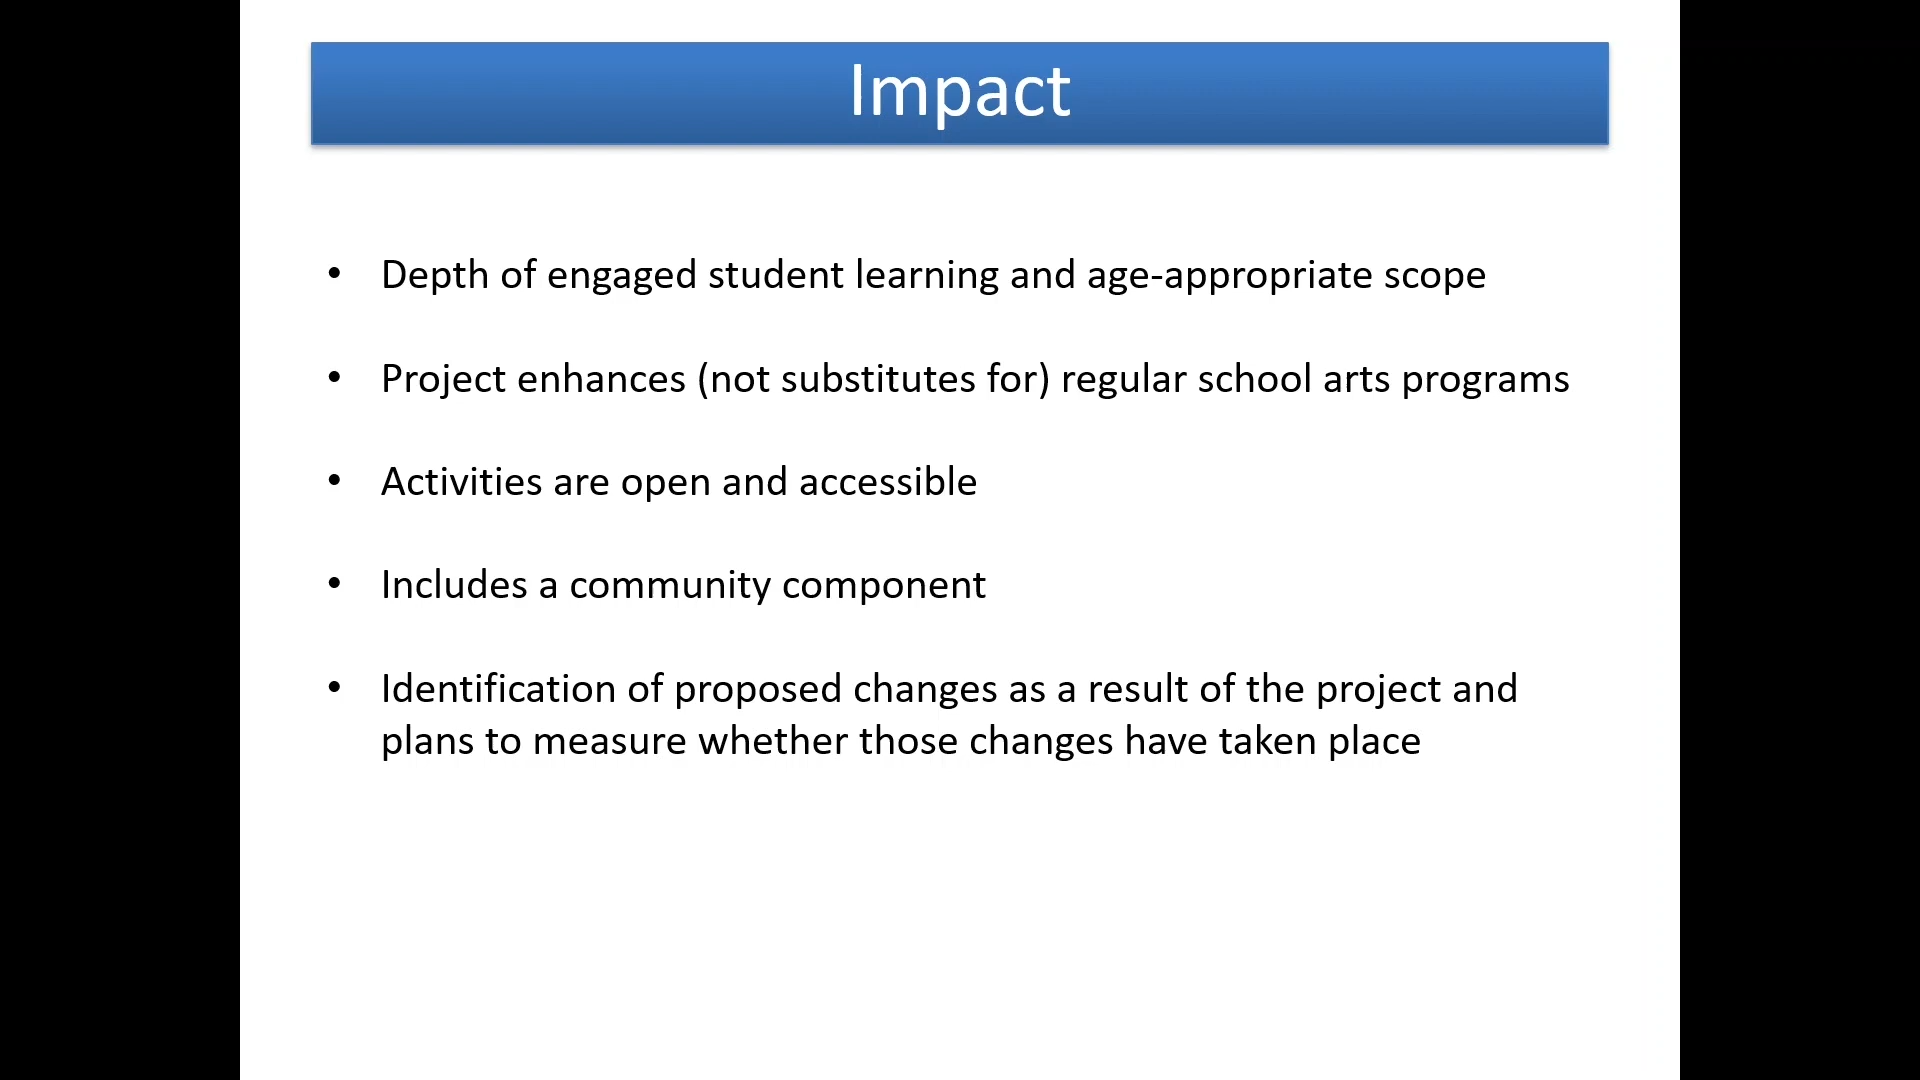 Impact
• Depth of engaged student learning and age-appropriate scope
• Project enhances (not substitutes for) regular school arts programs
• Activities are open and accessible
• Includes a community component
• Identification of proposed changes as a result of the project and
plans to measure whether those changes have taken place